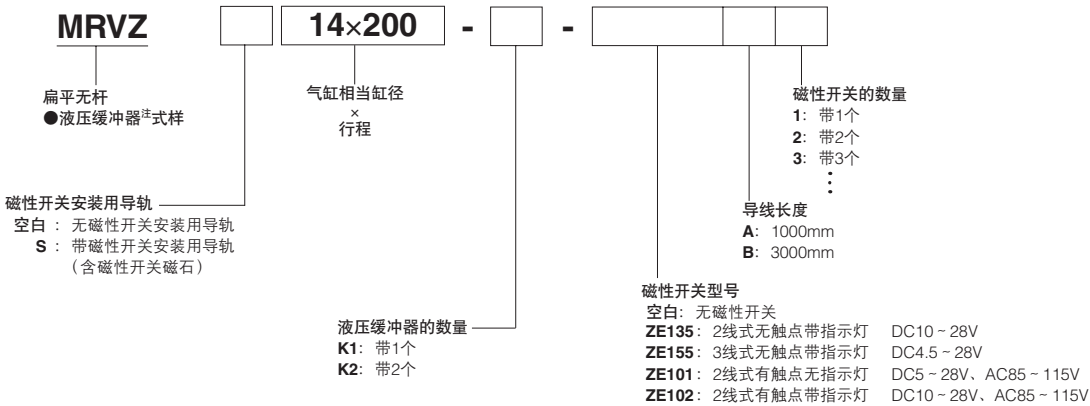 MRVZ 14×200 - -
扁平无杆
●液压缓冲器注式样
气缸相当缸径
×
行程
磁性开关的数量
1：带1个
2：带2个
3：带3个
⋮
磁性开关安装用导轨
空白：无磁性开关安装用导轨
S：带磁性开关安装用导轨
（含磁性开关磁石）
导线长度
A：1000mm
B：3000mm
液压缓冲器的数量
K1：带1个
K2：带2个
磁性开关型号
空白：无磁性开关
ZE135：2线式无触点带指示灯 DC10~28V
ZE155：3线式无触点带指示灯 DC4.5~28V
ZE101：2线式有触点无指示灯 DC5~28V、AC85~115V
ZE102：2线式有触点带指示灯 DC10~28V、AC85~115V